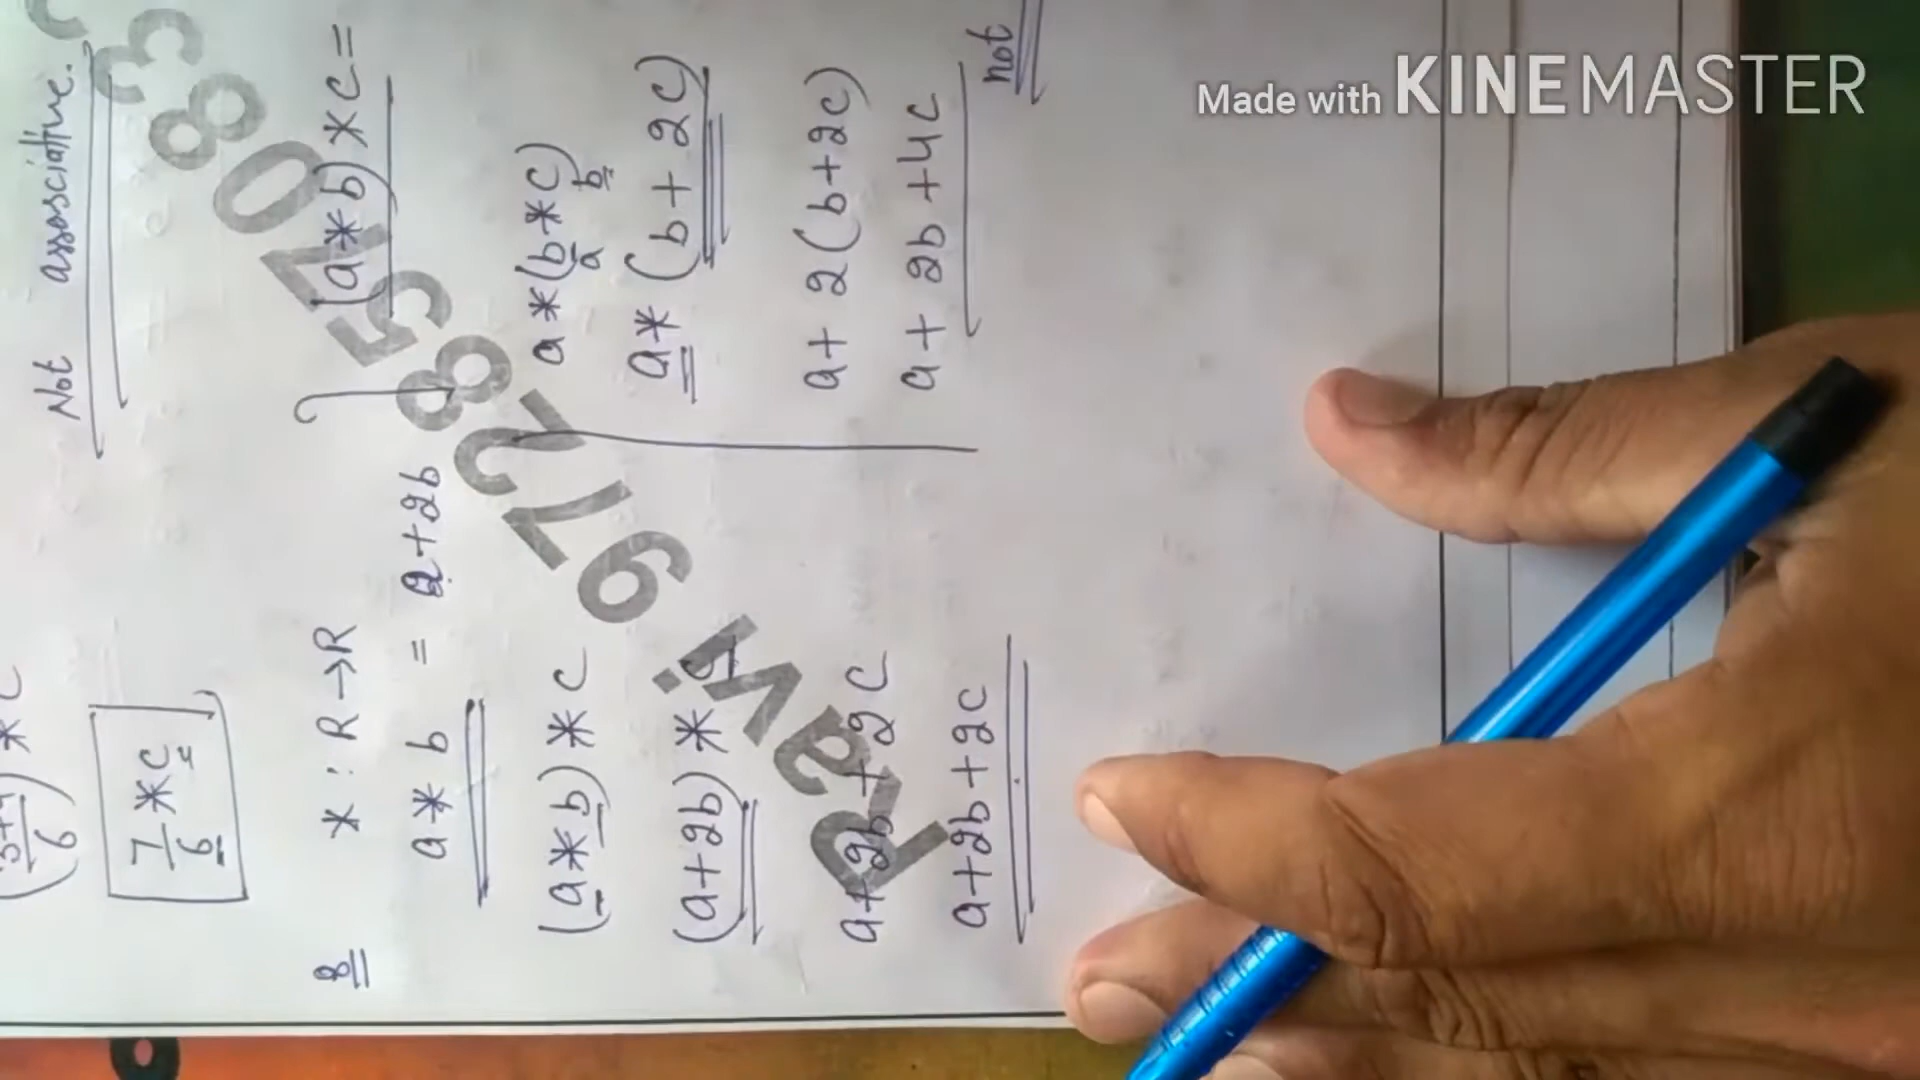 Made with KINEMASTER
Not associative.
7/6 * c
8 * : R → R
(a * b) * c =
a * b = a + 2b
(a * b) * c
(a + 2b) * c
a + 2b + 2c
a + 2b + 2c
a * (b * c)
a b
a * (b + 2c)
a + 2(b + 2c)
a + 2b + 4c
not